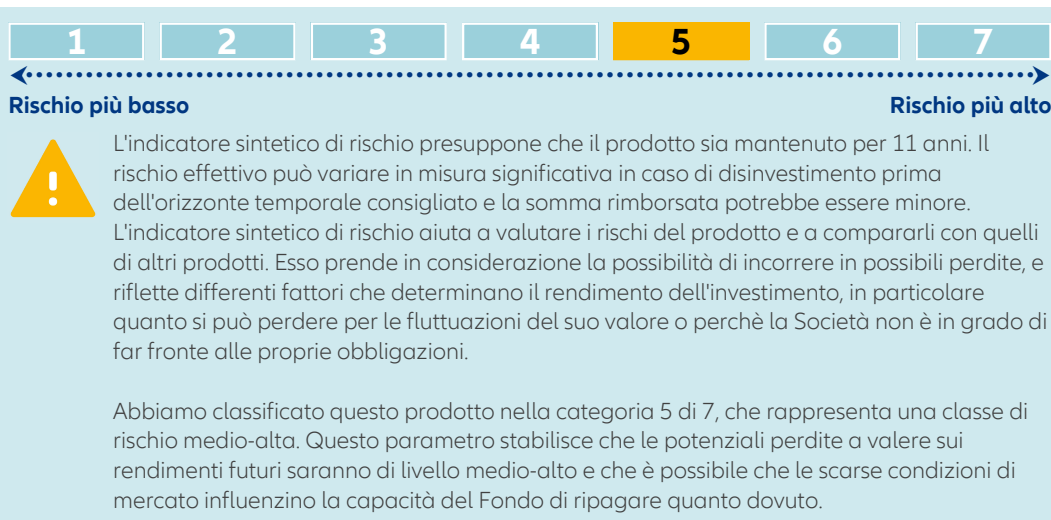 1 2 3 4 5 6 7
Rischio più basso Rischio più alto
L'indicatore sintetico di rischio presuppone che il prodotto sia mantenuto per 11 anni. Il
rischio effettivo può variare in misura significativa in caso di disinvestimento prima
dell'orizzonte temporale consigliato e la somma rimborsata potrebbe essere minore.
L'indicatore sintetico di rischio aiuta a valutare i rischi del prodotto e a compararli con quelli
di altri prodotti. Esso prende in considerazione la possibilità di incorrere in possibili perdite, e
riflette differenti fattori che determinano il rendimento dell'investimento, in particolare
quanto si può perdere per le fluttuazioni del suo valore o perchè la Società non è in grado di
far fronte alle proprie obbligazioni.
Abbiamo classificato questo prodotto nella categoria 5 di 7, che rappresenta una classe di
rischio medio-alta. Questo parametro stabilisce che le potenziali perdite a valere sui
rendimenti futuri saranno di livello medio-alto e che è possibile che le scarse condizioni di
mercato influenzino la capacità del Fondo di ripagare quanto dovuto.